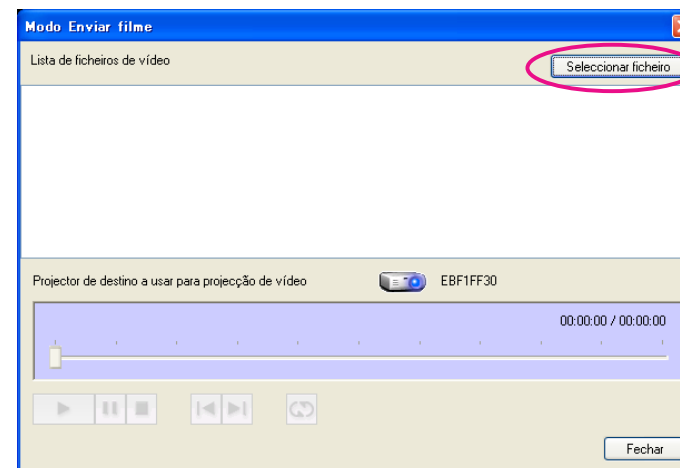 Modo Enviar filme
Lista de ficheiros de vídeo
Seleccionar ficheiro
Projector de destino a usar para projecção de vídeo
EBF1FF30
00:00:00 / 00:00:00
Fechar